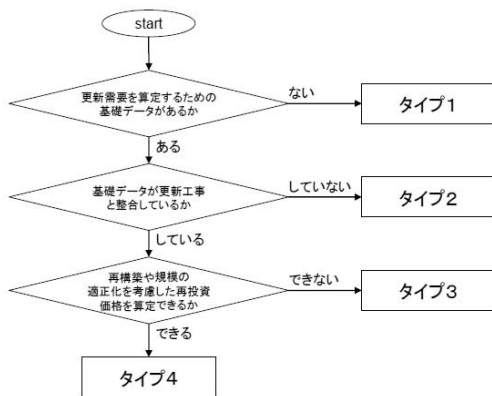 start
更新需要を算定するための
基礎データがあるか
ない
タイプ1
ある
基礎データが更新工事
と整合しているか
していない
タイプ2
している
再構築や規模の
適正化を考慮した再投資
価格を算定できるか
できない
タイプ3
できる
タイプ4